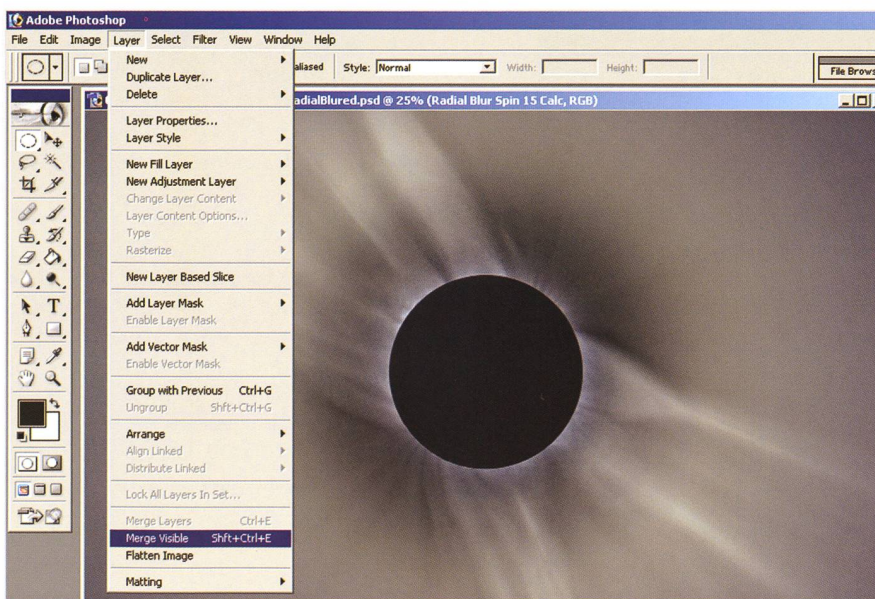 Adobe Photoshop
File Edit Image Layer Select Filter View Window Help
aliased Style: Normal Width: Height: File Brows
adialBlured.psd @ 25% (Radial Blur Spin 15 Calc, RGB)
New
Duplicate Layer...
Delete
Layer Properties...
Layer Style
New Fill Layer
New Adjustment Layer
Change Layer Content
Layer Content Options...
Type
Rasterize
New Layer Based Slice
Add Layer Mask
Enable Layer Mask
Add Vector Mask
Enable Vector Mask
Group with Previous Ctrl+G
Ungroup Shft+Ctrl+G
Arrange
Align Linked
Distribute Linked
Lock All Layers In Set...
Merge Layers Ctrl+E
Merge Visible Shft+Ctrl+E
Flatten Image
Matting
T